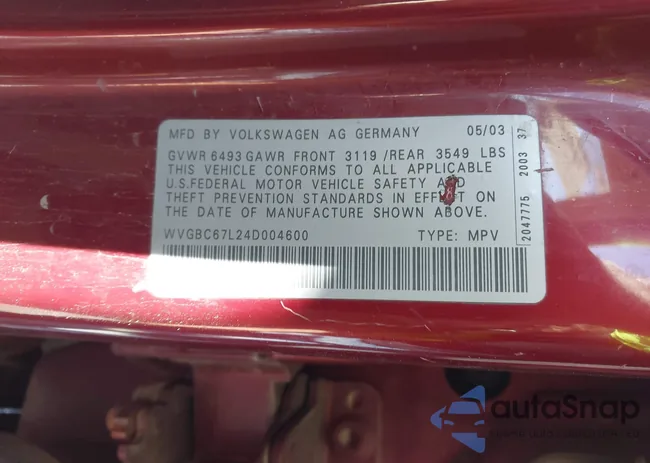 MFD BY VOLKSWAGEN AG GERMANY 05/03
GVWR 6493 GAWR FRONT 3119 /REAR 3549 LBS
THIS VEHICLE CONFORMS TO ALL APPLICABLE
U.S.FEDERAL MOTOR VEHICLE SAFETY AND
THEFT PREVENTION STANDARDS IN EFFECT ON
THE DATE OF MANUFACTURE SHOWN ABOVE.
WVGBC67L24D004600 TYPE: MPV
2047775 2003 37
autaSnap